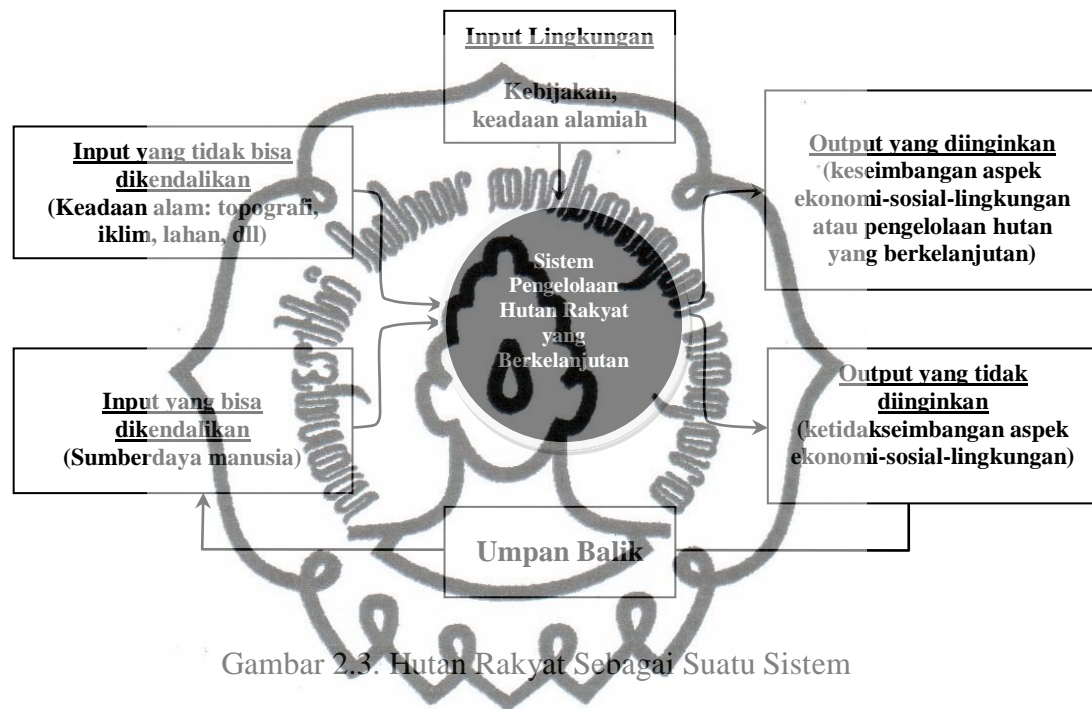 Input Lingkungan
Kebijakan,
keadaan alamiah
Input yang tidak bisa
dikendalikan
(Keadaan alam: topografi,
iklim, lahan, dll)
Output yang diinginkan
(keseimbangan aspek
ekonomi-sosial-lingkungan
atau pengelolaan hutan
yang berkelanjutan)
Sistem
Pengelolaan
Hutan Rakyat
yang
Berkelanjutan
Input yang bisa
dikendalikan
(Sumberdaya manusia)
Output yang tidak
diinginkan
(ketidakseimbangan aspek
ekonomi-sosial-lingkungan)
Umpan Balik
Gambar 2.3. Hutan Rakyat Sebagai Suatu Sistem